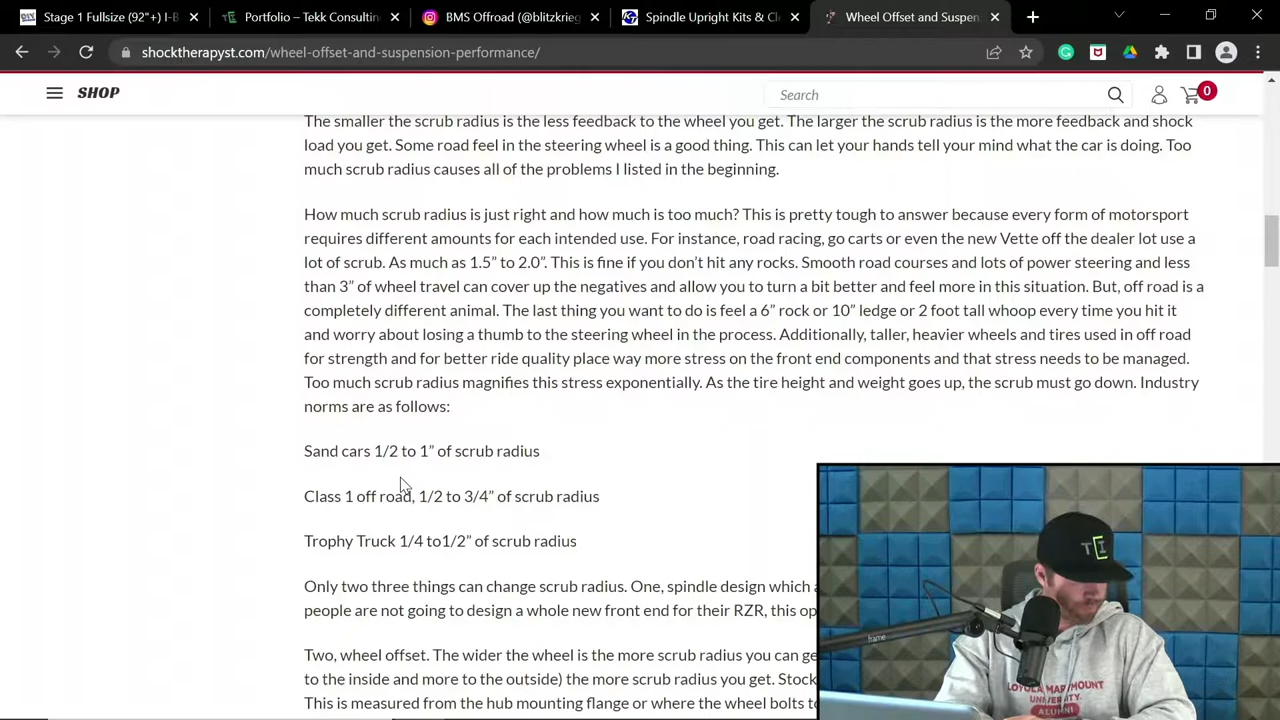 Stage 1 Fullsize (92"+) I-B
Portfolio – Tekk Consultin
BMS Offroad (@blitzkrieg
Spindle Upright Kits & Cl
Wheel Offset and Suspen
shocktherapyst.com/wheel-offset-and-suspension-performance/
SHOP
Search
0
The smaller the scrub radius is the less feedback to the wheel you get. The larger the scrub radius is the more feedback and shock
load you get. Some road feel in the steering wheel is a good thing. This can let your hands tell your mind what the car is doing. Too
much scrub radius causes all of the problems I listed in the beginning.
How much scrub radius is just right and how much is too much? This is pretty tough to answer because every form of motorsport
requires different amounts for each intended use. For instance, road racing, go carts or even the new Vette off the dealer lot use a
lot of scrub. As much as 1.5” to 2.0”. This is fine if you don’t hit any rocks. Smooth road courses and lots of power steering and less
than 3” of wheel travel can cover up the negatives and allow you to turn a bit better and feel more in this situation. But, off road is a
completely different animal. The last thing you want to do is feel a 6” rock or 10” ledge or 2 foot tall whoop every time you hit it
and worry about losing a thumb to the steering wheel in the process. Additionally, taller, heavier wheels and tires used in off road
for strength and for better ride quality place way more stress on the front end components and that stress needs to be managed.
Too much scrub radius magnifies this stress exponentially. As the tire height and weight goes up, the scrub must go down. Industry
norms are as follows:
Sand cars 1/2 to 1” of scrub radius
Class 1 off road, 1/2 to 3/4” of scrub radius
Trophy Truck 1/4 to1/2” of scrub radius
Only two three things can change scrub radius. One, spindle design which a
people are not going to design a whole new front end for their RZR, this op
Two, wheel offset. The wider the wheel is the more scrub radius you can ge
to the inside and more to the outside) the more scrub radius you get. Stock
This is measured from the hub mounting flange or where the wheel bolts to
frame
LOYOLA MARYMOUNT
UNIVERSITY
ALUMNI